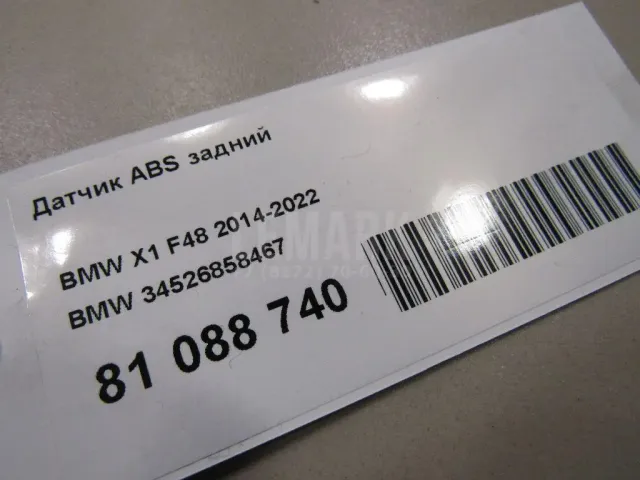 Датчик ABS задний
BMW X1 F48 2014-2022
BMW 34526858467
81 088 740